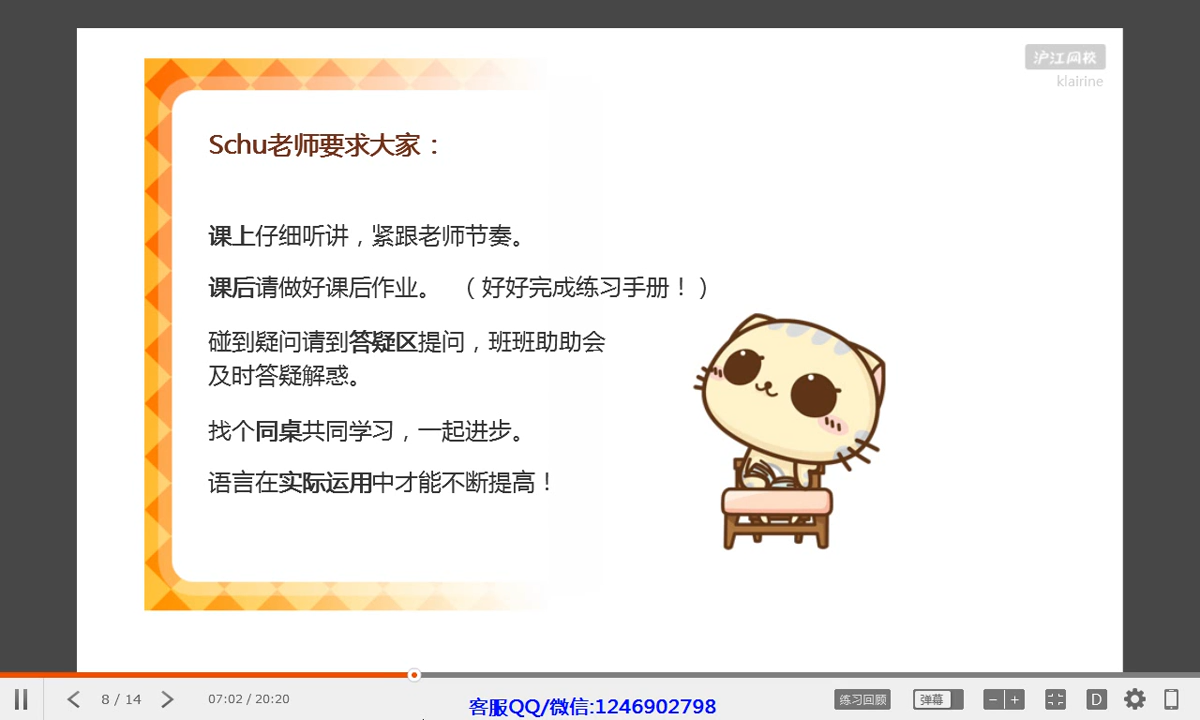 沪江网校
klairine
Schu老师要求大家：
课上仔细听讲，紧跟老师节奏。
课后请做好课后作业。 （好好完成练习手册！）
碰到疑问请到答疑区提问，班班助助会
及时答疑解惑。
找个同桌共同学习，一起进步。
语言在实际运用中才能不断提高！
8 / 14
07:02 / 20:20
客服QQ/微信:1246902798
练习回顾
弹幕
D